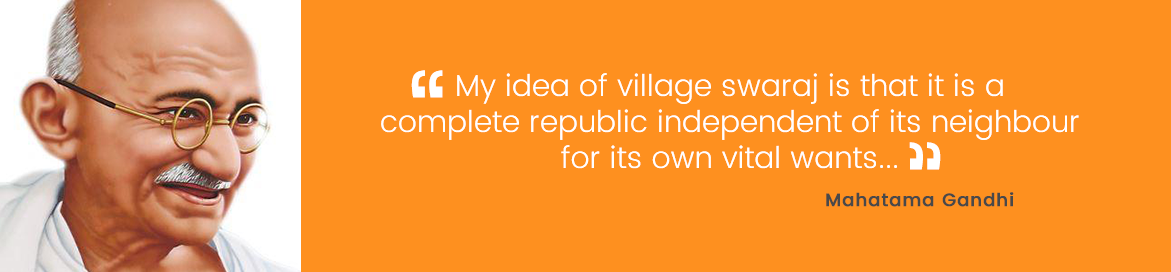 “ My idea of village swaraj is that it is a
complete republic independent of its neighbour
for its own vital wants... ”
Mahatama Gandhi